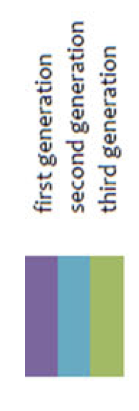 first generation
second generation
third generation